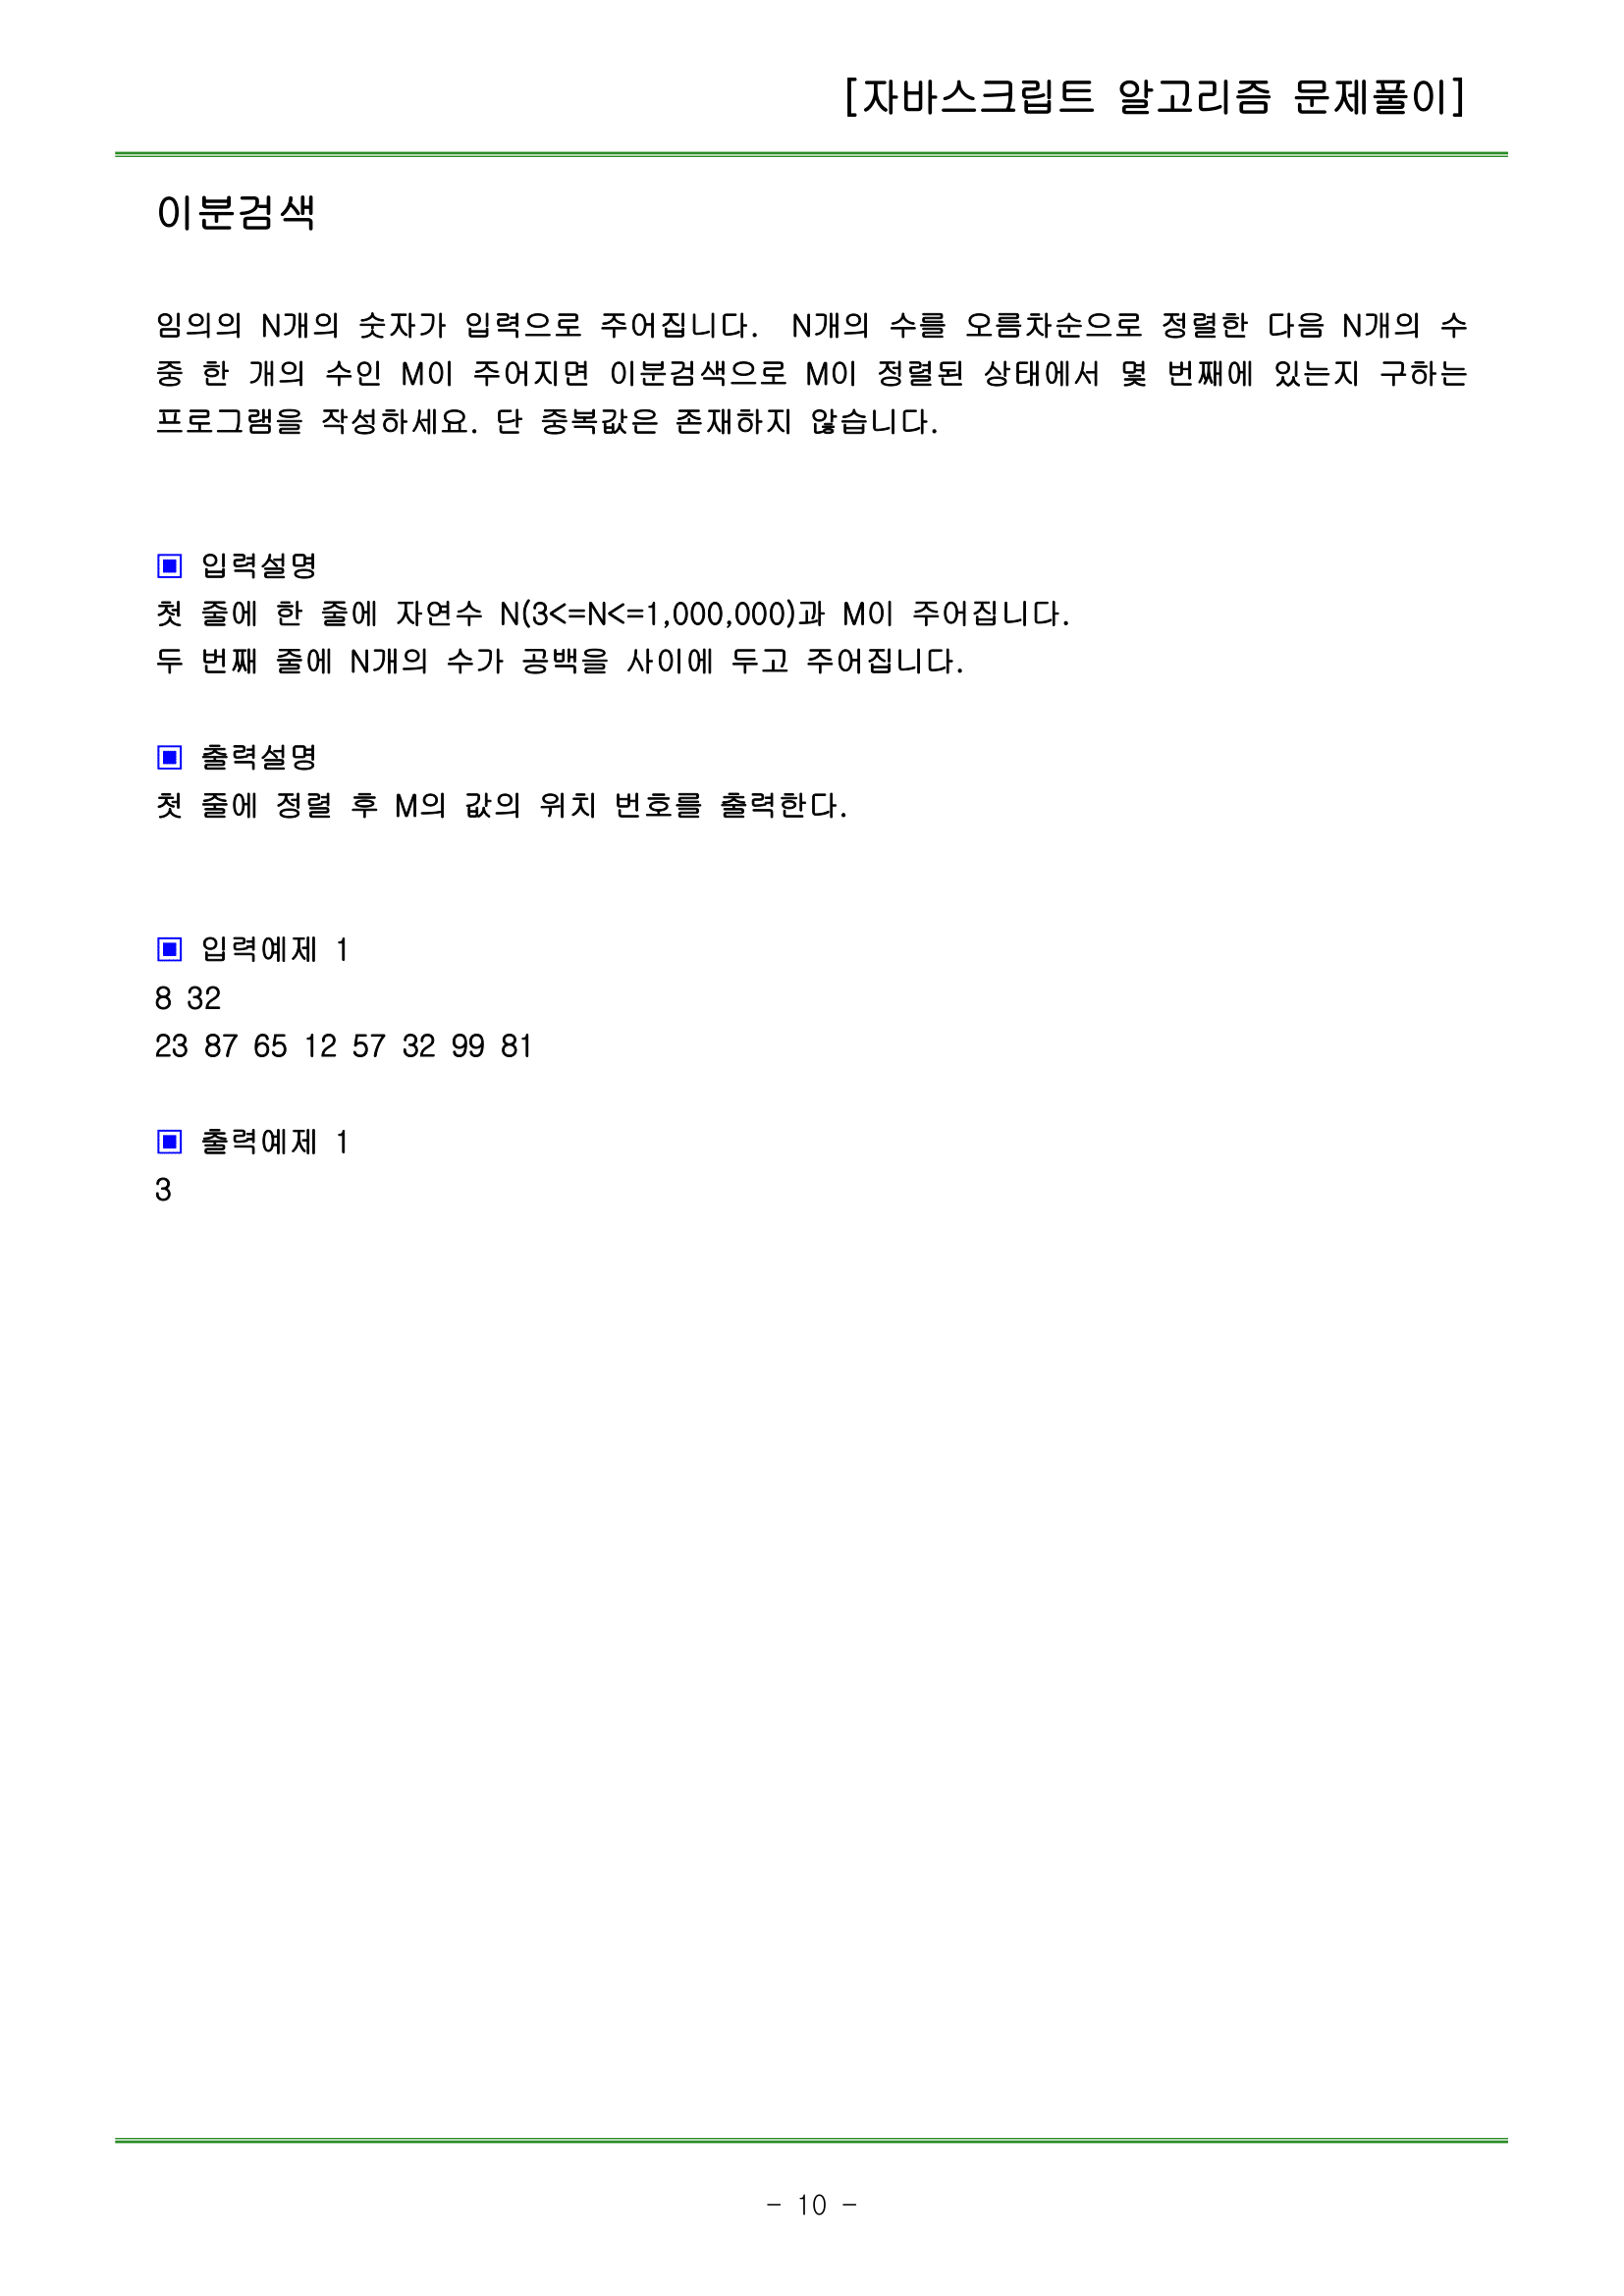 [자바스크립트 알고리즘 문제풀이]
이분검색
임의의 N개의 숫자가 입력으로 주어집니다. N개의 수를 오름차순으로 정렬한 다음 N개의 수
중 한 개의 수인 M이 주어지면 이분검색으로 M이 정렬된 상태에서 몇 번째에 있는지 구하는
프로그램을 작성하세요. 단 중복값은 존재하지 않습니다.
▣ 입력설명
첫 줄에 한 줄에 자연수 N(3<=N<=1,000,000)과 M이 주어집니다.
두 번째 줄에 N개의 수가 공백을 사이에 두고 주어집니다.
▣ 출력설명
첫 줄에 정렬 후 M의 값의 위치 번호를 출력한다.
▣ 입력예제 1
8 32
23 87 65 12 57 32 99 81
▣ 출력예제 1
3
- 10 -